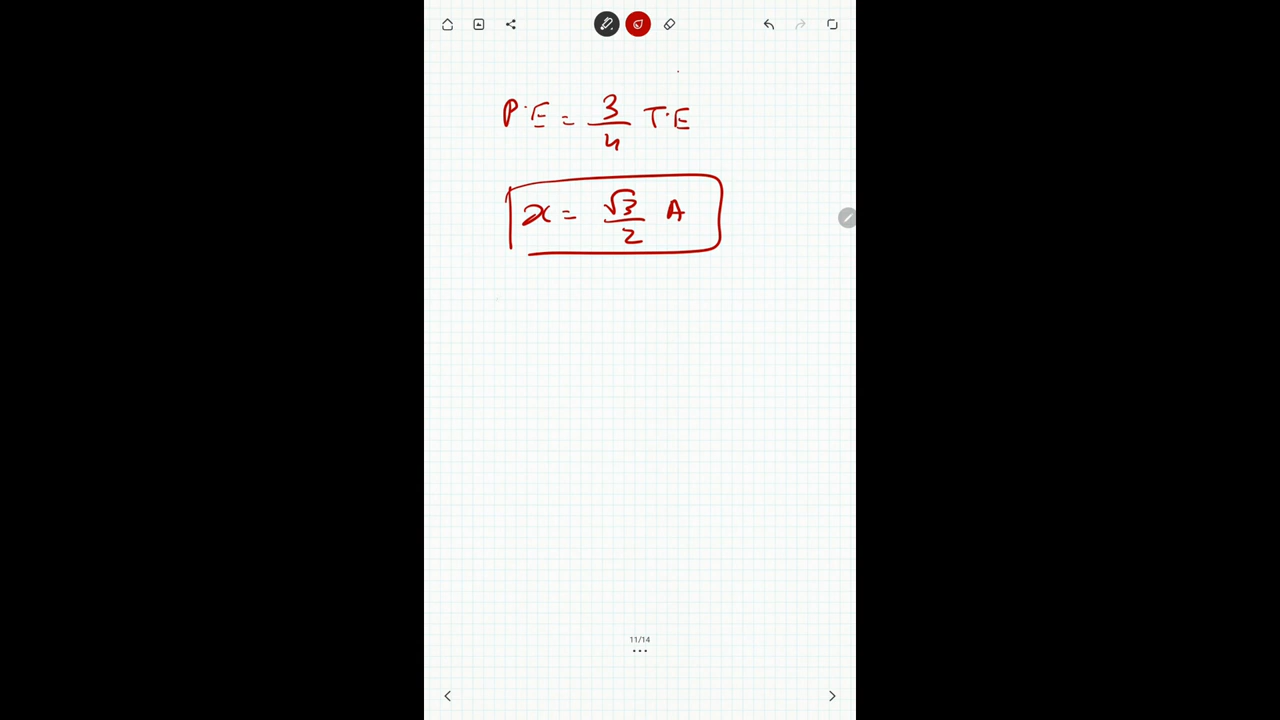 P.E = 3/4 T.E
x = √3/2 A
11/14